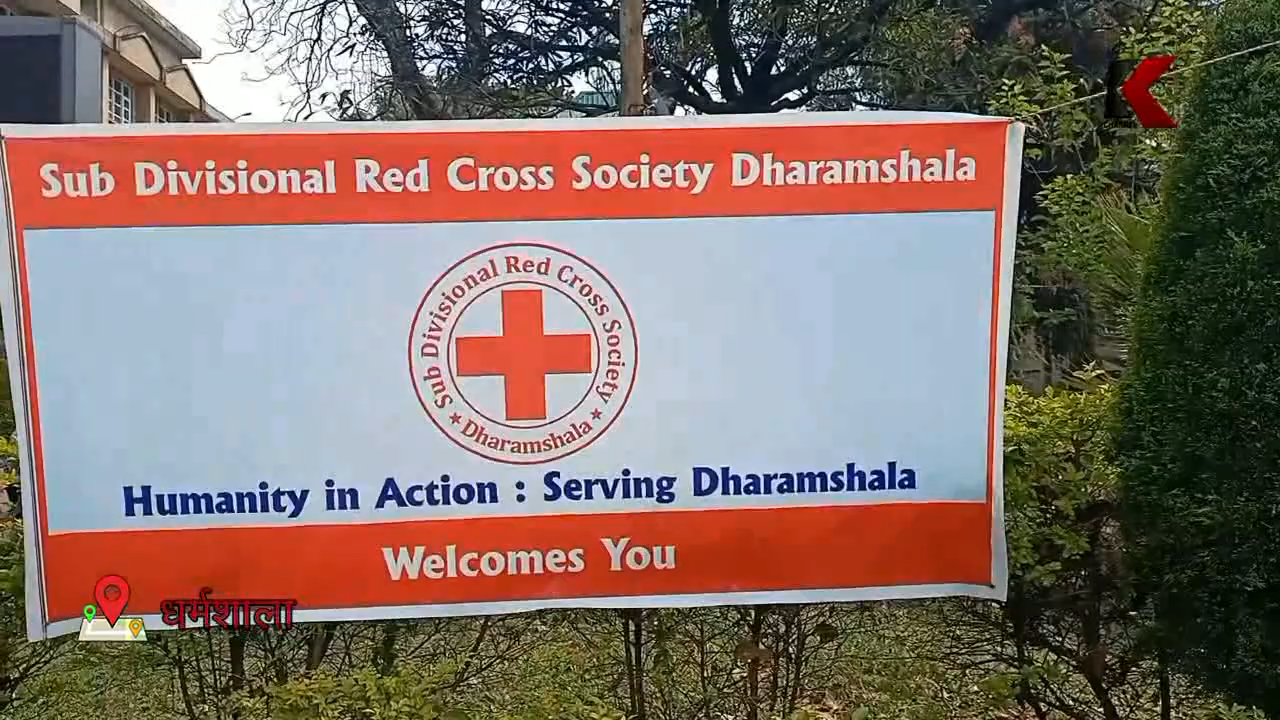 Sub Divisional Red Cross Society Dharamshala
Sub Divisional Red Cross Society
★ Dharamshala ★
Humanity in Action : Serving Dharamshala
Welcomes You
धर्मशाला